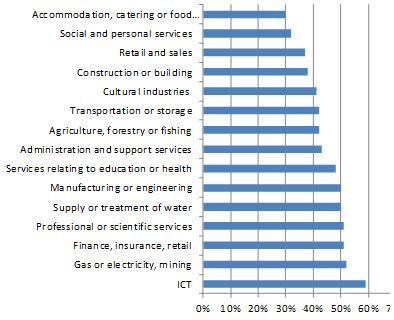 Accommodation, catering or food...
Social and personal services
Retail and sales
Construction or building
Cultural industries
Transportation or storage
Agriculture, forestry or fishing
Administration and support services
Services relating to education or health
Manufacturing or engineering
Supply or treatment of water
Professional or scientific services
Finance, insurance, retail
Gas or electricity, mining
ICT
0% 10% 20% 30% 40% 50% 60% 7